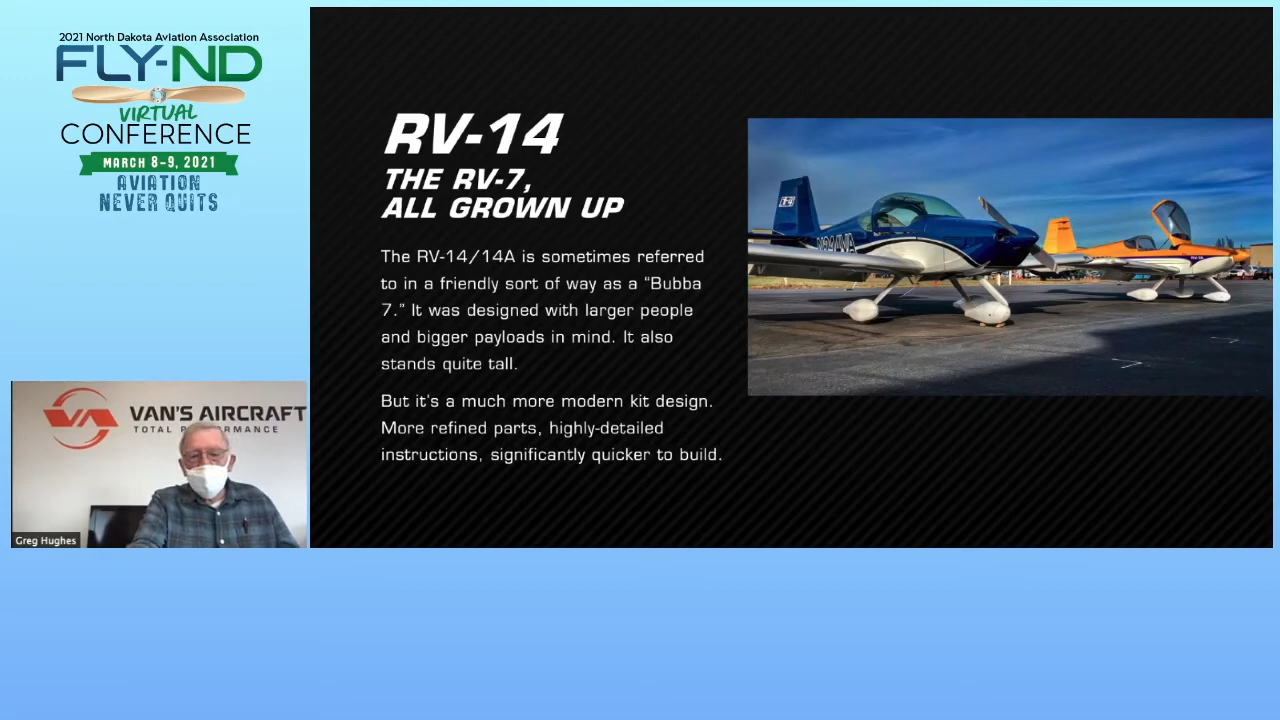 2021 North Dakota Aviation Association
FLY-ND
VIRTUAL
CONFERENCE
MARCH 8-9, 2021
AVIATION
NEVER QUITS
RV-14
THE RV-7,
ALL GROWN UP
The RV-14/14A is sometimes referred
to in a friendly sort of way as a “Bubba
7.” It was designed with larger people
and bigger payloads in mind. It also
stands quite tall.
But it's a much more modern kit design.
More refined parts, highly-detailed
instructions, significantly quicker to build.
VAN'S AIRCRAFT
Greg Hughes